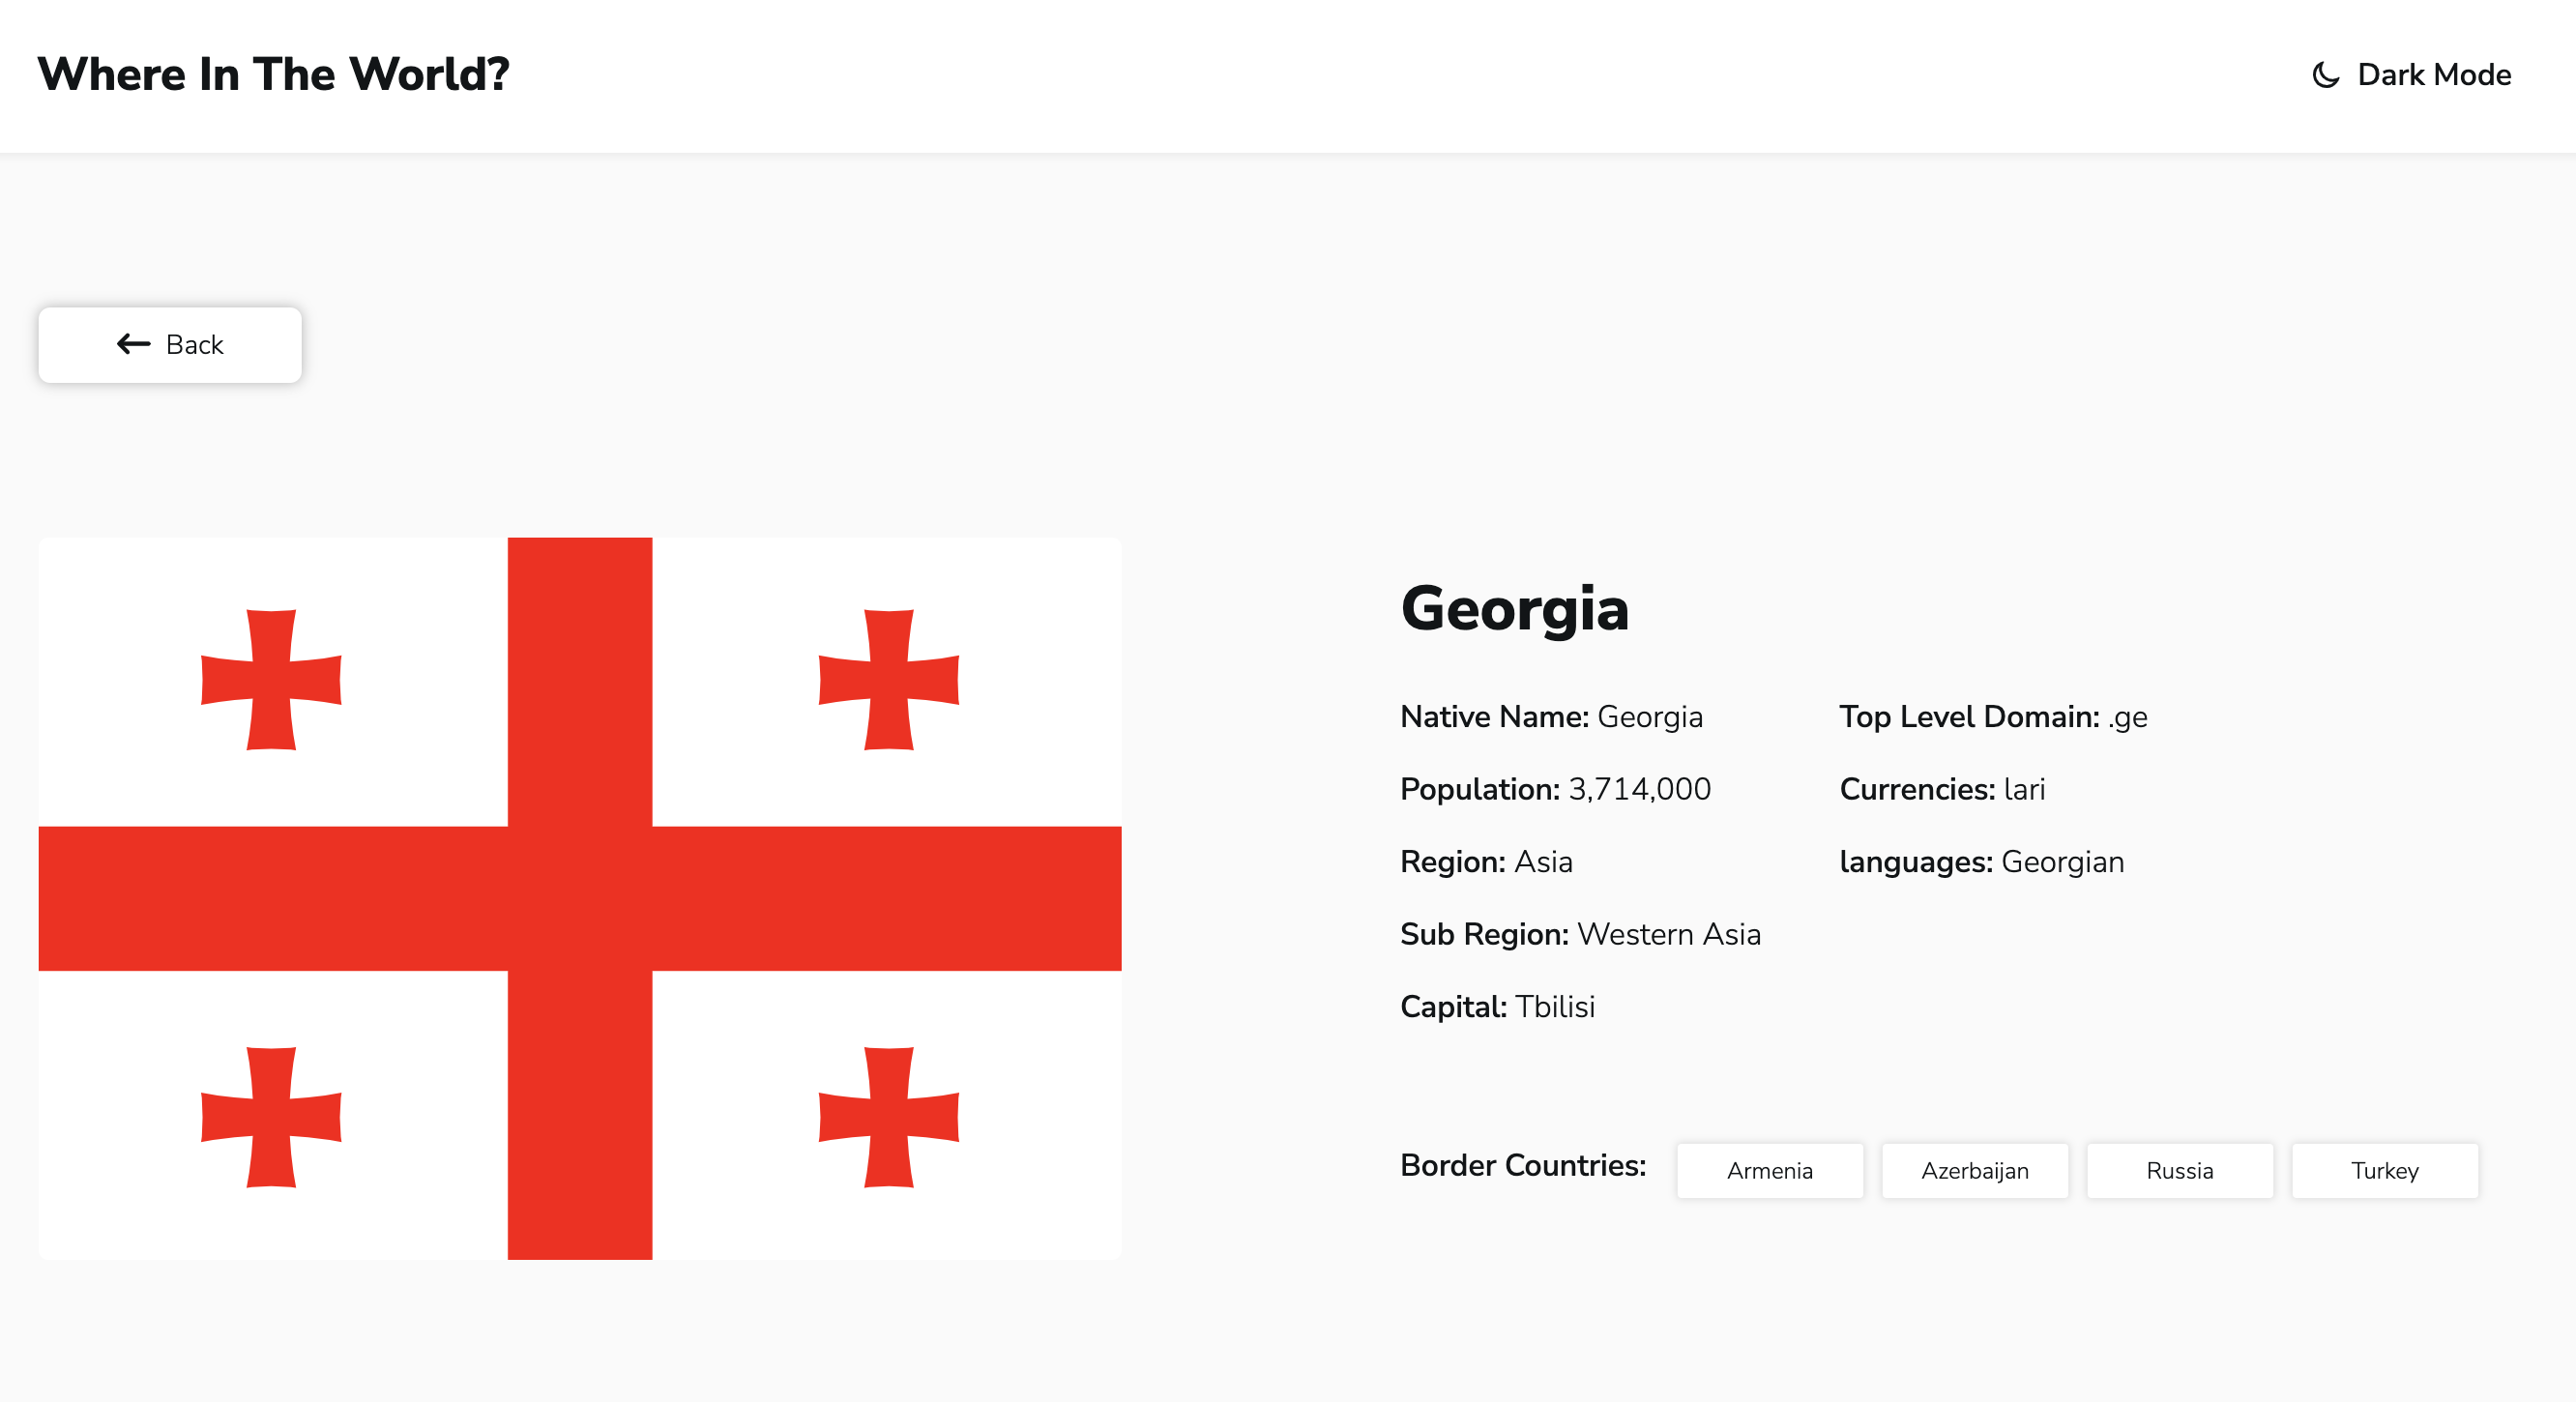 Where In The World?
Dark Mode
Back
Georgia
Native Name: Georgia
Population: 3,714,000
Region: Asia
Sub Region: Western Asia
Capital: Tbilisi
Top Level Domain: .ge
Currencies: lari
languages: Georgian
Border Countries: Armenia Azerbaijan Russia Turkey